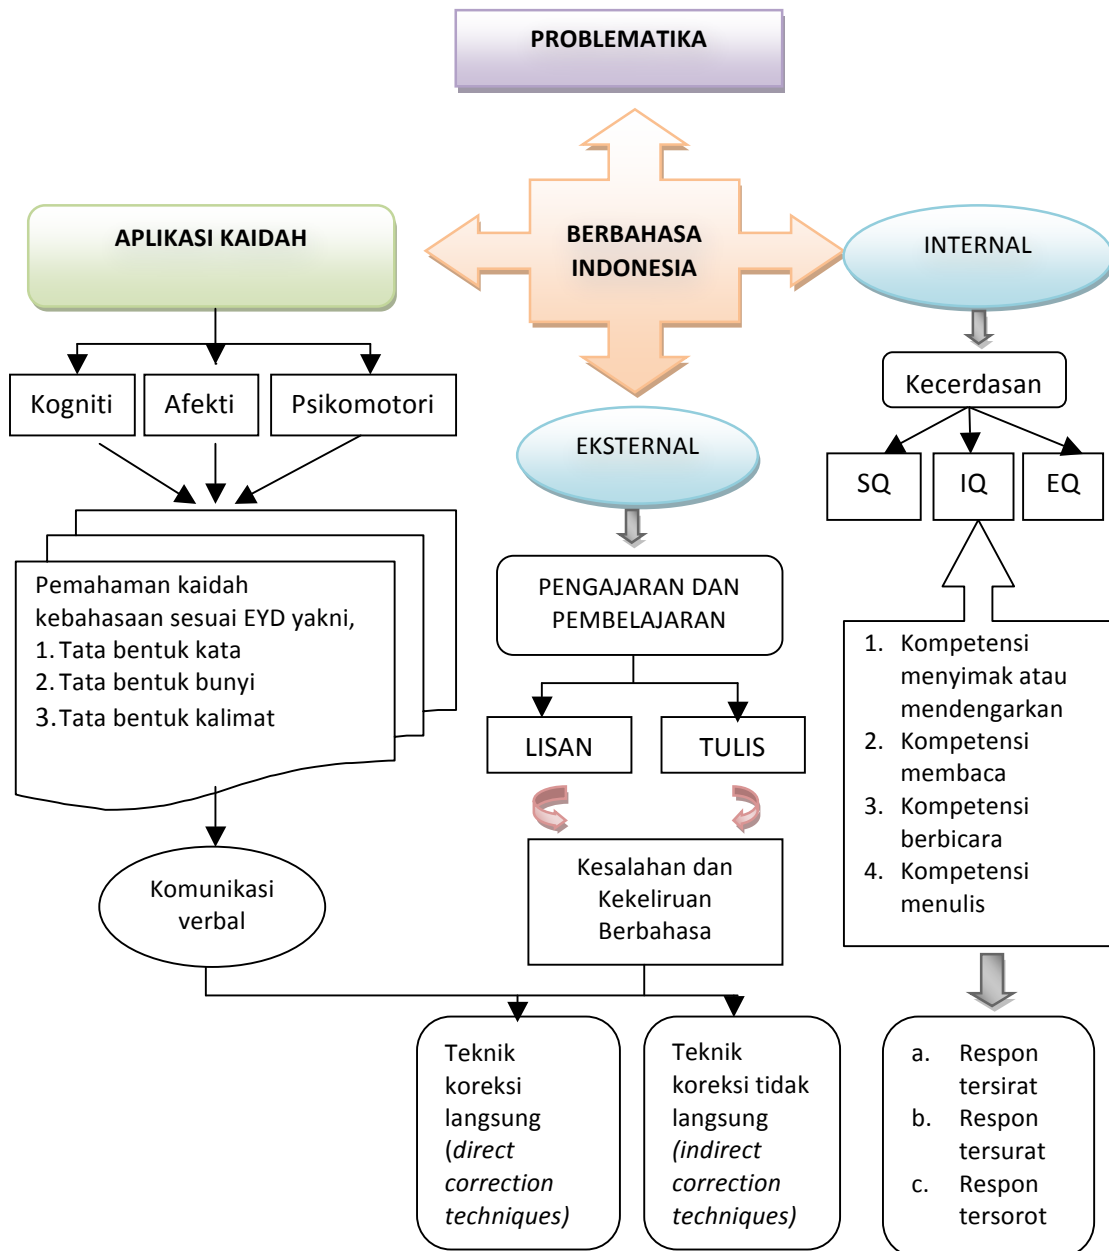 PROBLEMATIKA
BERBAHASA
INDONESIA
APLIKASI KAIDAH
Kogniti
Afekti
Psikomotori
Pemahaman kaidah
kebahasaan sesuai EYD yakni,
1. Tata bentuk kata
2. Tata bentuk bunyi
3. Tata bentuk kalimat
Komunikasi
verbal
EKSTERNAL
PENGAJARAN DAN
PEMBELAJARAN
LISAN
TULIS
Kesalahan dan
Kekeliruan
Berbahasa
Teknik
koreksi
langsung
(direct
correction
techniques)
Teknik
koreksi tidak
langsung
(indirect
correction
techniques)
INTERNAL
Kecerdasan
SQ
IQ
EQ
1. Kompetensi
menyimak atau
mendengarkan
2. Kompetensi
membaca
3. Kompetensi
berbicara
4. Kompetensi
menulis
a. Respon
tersirat
b. Respon
tersurat
c. Respon
tersorot